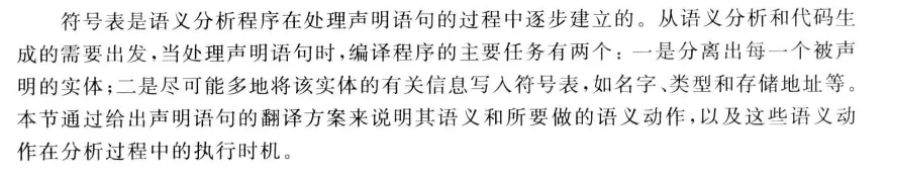 符号表是语义分析程序在处理声明语句的过程中逐步建立的。从语义分析和代码生
成的需要出发,当处理声明语句时,编译程序的主要任务有两个：一是分离出每一个被声
明的实体;二是尽可能多地将该实体的有关信息写入符号表,如名字、类型和存储地址等。
本节通过给出声明语句的翻译方案来说明其语义和所要做的语义动作,以及这些语义动
作在分析过程中的执行时机。